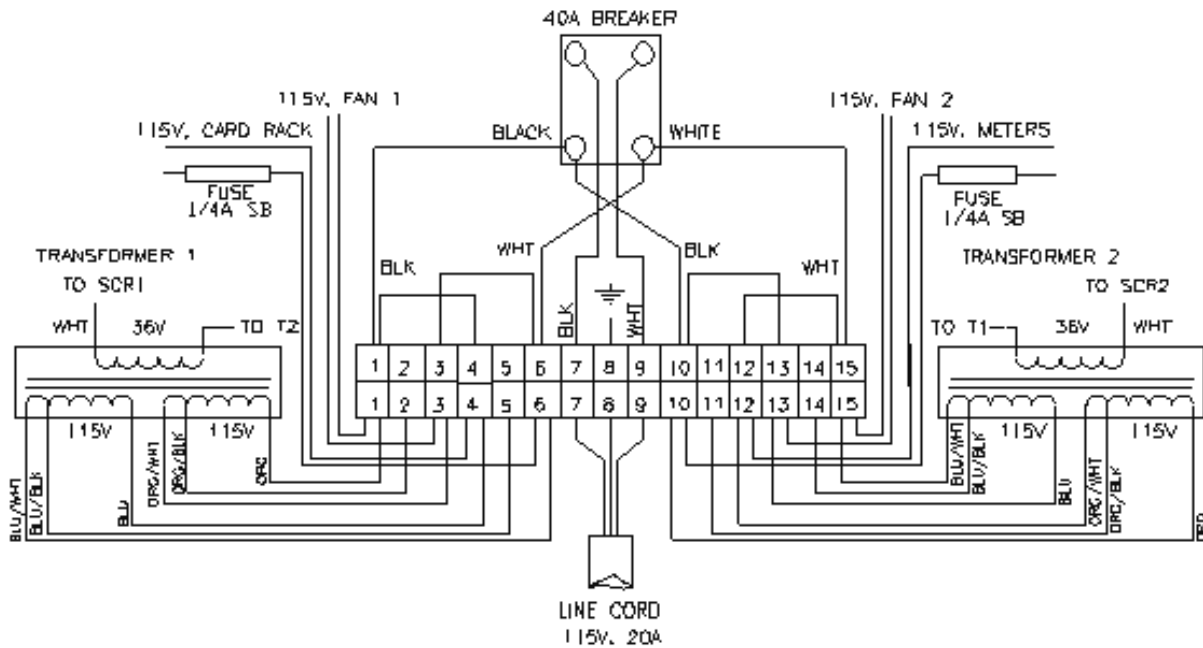 40A BREAKER
115V. FAN 1
115V. FAN 2
115V. CARD RACK
BLACK
WHITE
115V. METERS
FUSE
1/4A SB
FUSE
1/4A SB
TRANSFORMER 1
WHT
BLK
TRANSFORMER 2
BLK
WHT
TO SCR1
TO SCR2
BLK
WHT
WHT
36V
TO T2
TO T1
36V
WHT
1 2 3 4 5 6 7 8 9 10 11 12 13 14 15
1 2 3 4 5 6 7 8 9 10 11 12 13 14 15
115V
115V
115V
115V
BLU/WHT
BLU/BLK
BLU
ORG/WHT
ORG/BLK
ORG
BLU/WHT
BLU/BLK
BLU
ORG/WHT
ORG/BLK
ORG
LINE CORD
115V. 20A